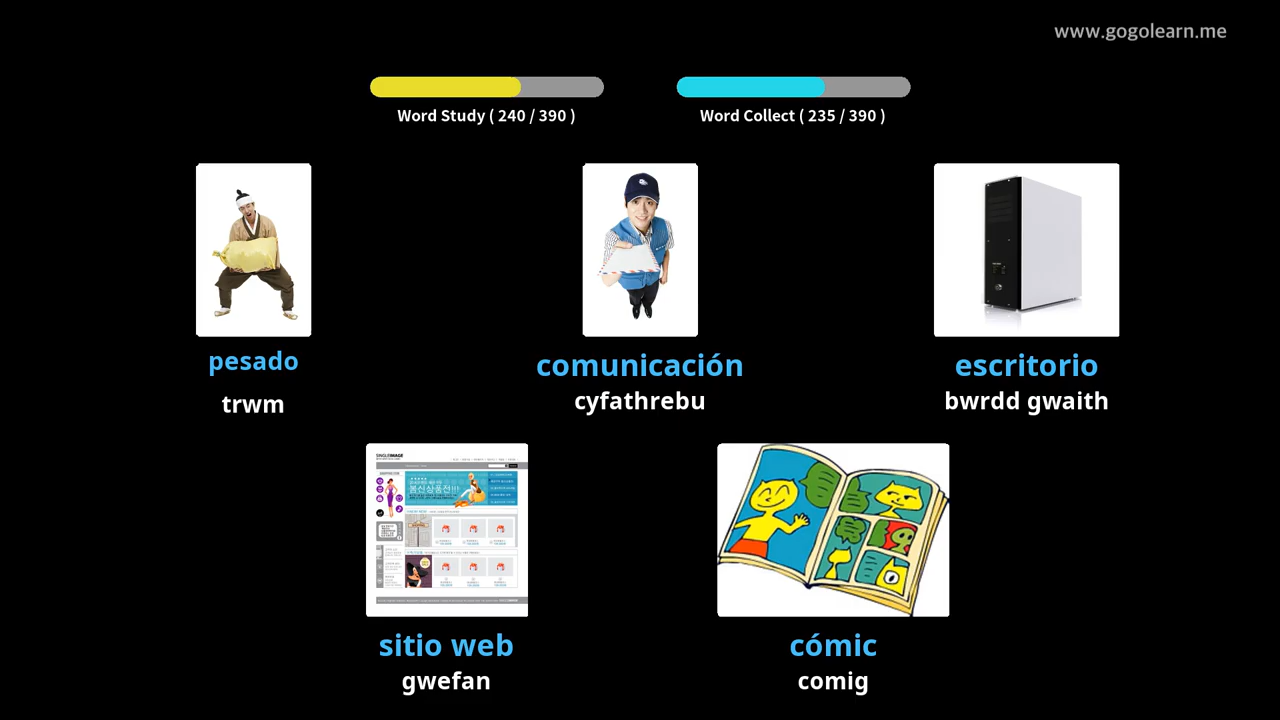 www.gogolearn.me
Word Study ( 240 / 390 )
Word Collect ( 235 / 390 )
pesado
trwm
comunicación
cyfathrebu
escritorio
bwrdd gwaith
SINGLEIMAGE
sitio web
gwefan
cómic
comig